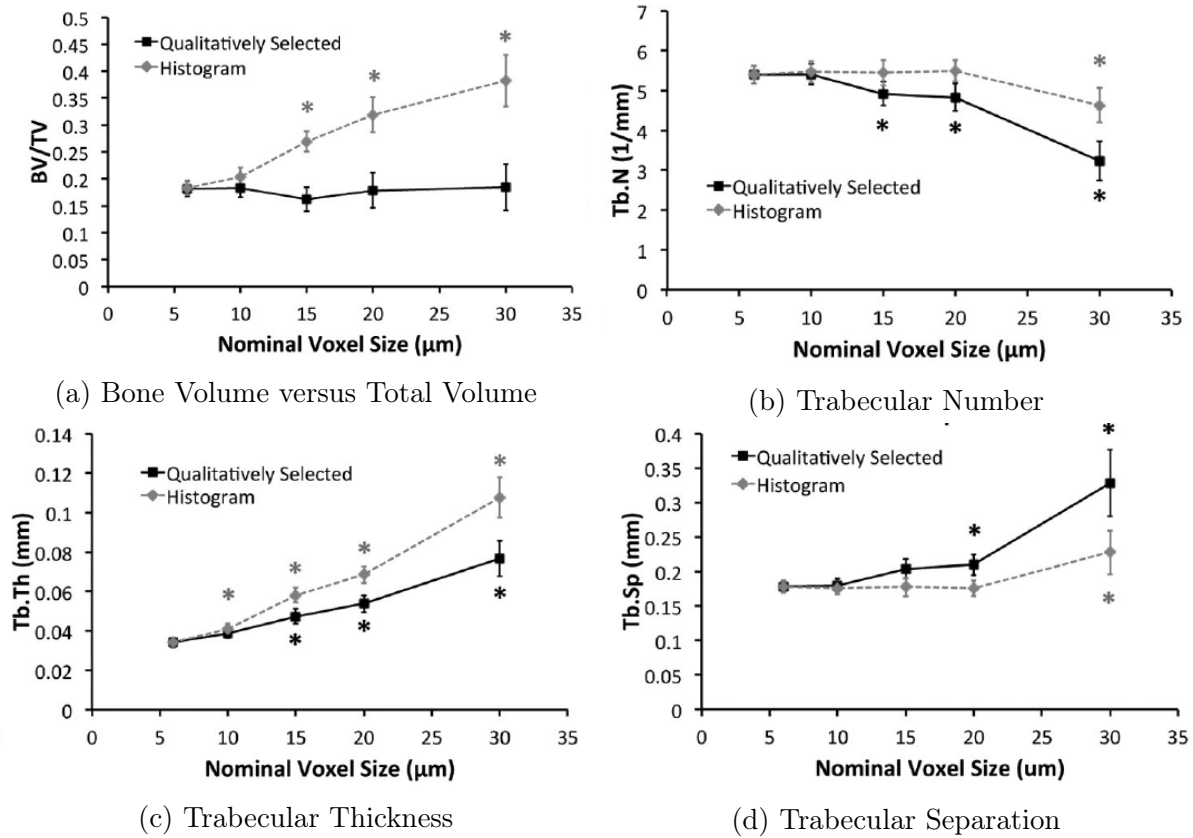 0.5
0.45
0.4
0.35
0.3
0.25
0.2
0.15
0.1
0.05
0
BV/TV
Qualitatively Selected
Histogram
*
*
*
0 5 10 15 20 25 30 35
Nominal Voxel Size (μm)
(a) Bone Volume versus Total Volume
7
6
5
4
3
2
1
0
Tb.N (1/mm)
*
*
*
*
Qualitatively Selected
Histogram
0 5 10 15 20 25 30 35
Nominal Voxel Size (μm)
(b) Trabecular Number
0.14
0.12
0.1
0.08
0.06
0.04
0.02
0
Tb.Th (mm)
Qualitatively Selected
Histogram
*
*
*
*
*
*
*
0 5 10 15 20 25 30 35
Nominal Voxel Size (μm)
(c) Trabecular Thickness
0.4
0.35
0.3
0.25
0.2
0.15
0.1
0.05
0
Tb.Sp (mm)
Qualitatively Selected
Histogram
*
*
*
0 5 10 15 20 25 30 35
Nominal Voxel Size (um)
(d) Trabecular Separation